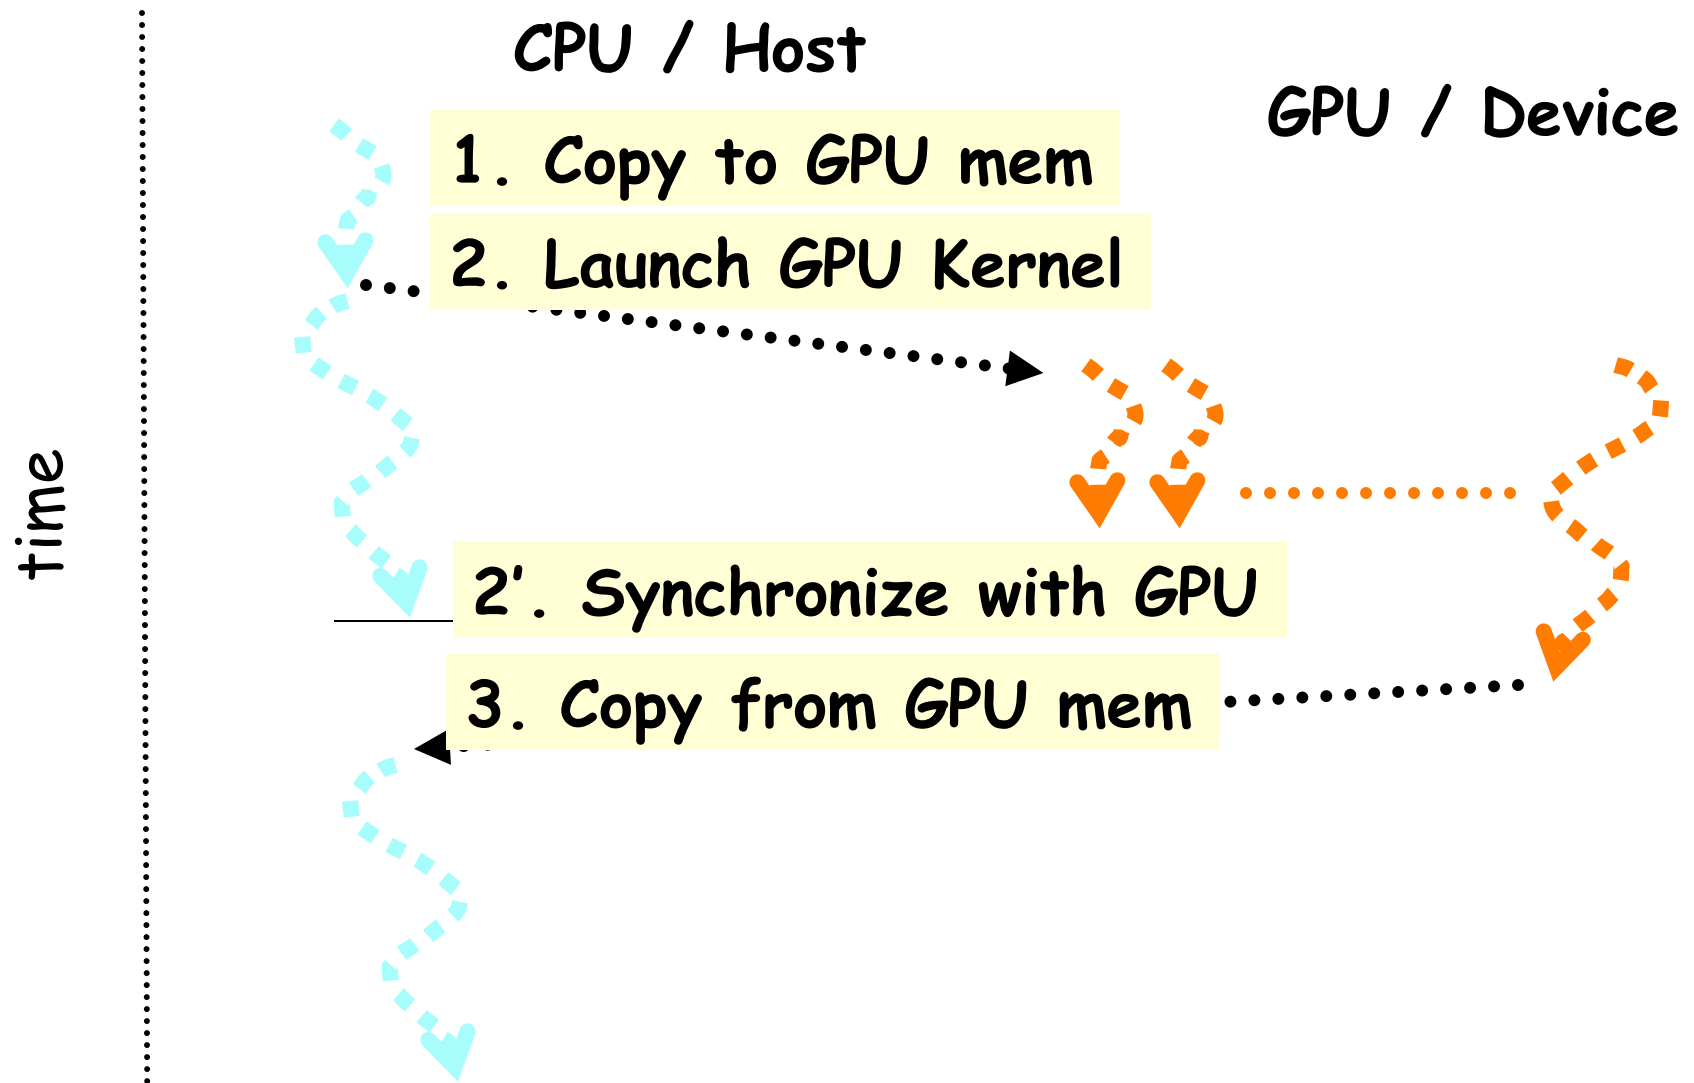 CPU / Host
GPU / Device
1. Copy to GPU mem
2. Launch GPU Kernel
time
2’. Synchronize with GPU
3. Copy from GPU mem